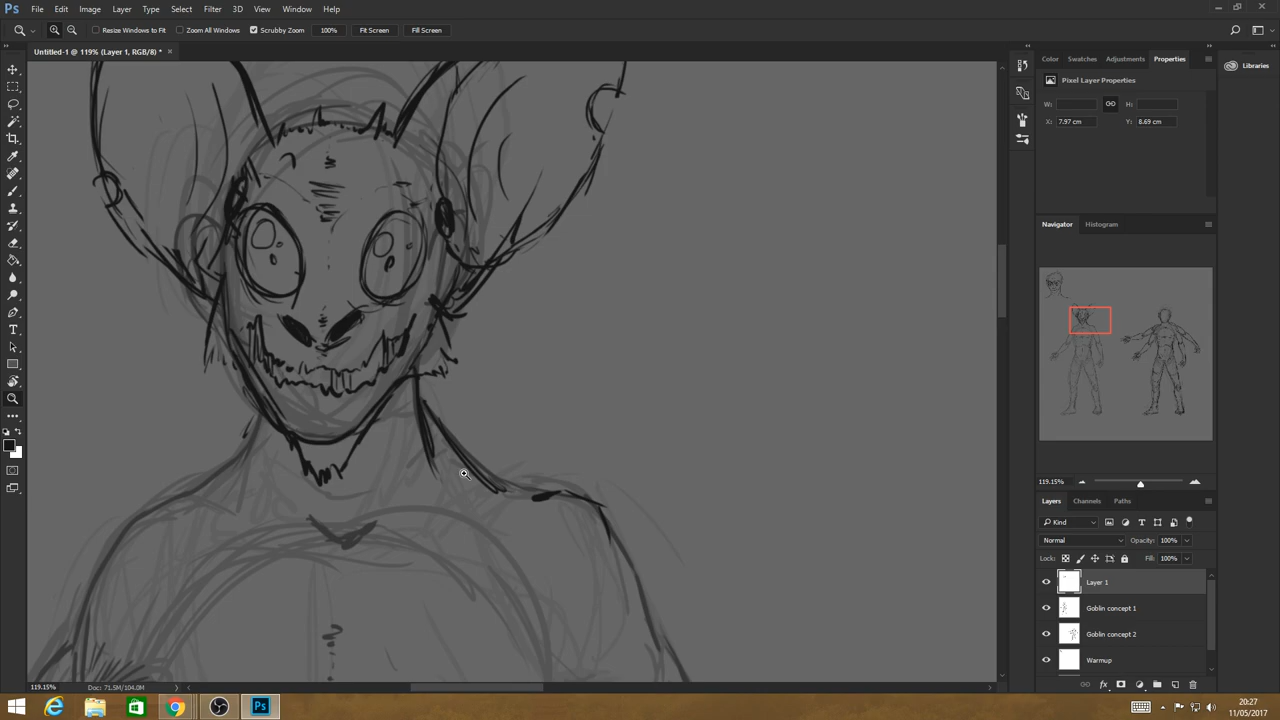 Ps File Edit Image Layer Type Select Filter 3D View Window Help
Resize Windows to Fit Zoom All Windows Scrubby Zoom 100% Fit Screen Fill Screen
Untitled-1 @ 119% (Layer 1, RGB/8) *
Color Swatches Adjustments Properties
Libraries
Pixel Layer Properties
W: H:
X: 7.97 cm Y: 8.69 cm
Navigator Histogram
119.15%
Layers Channels Paths
Kind
Normal Opacity: 100%
Lock: Fill: 100%
Layer 1
Goblin concept 1
Goblin concept 2
Warmup
119.15% Doc: 71.5M/104.0M
Ps
20:27
11/05/2017